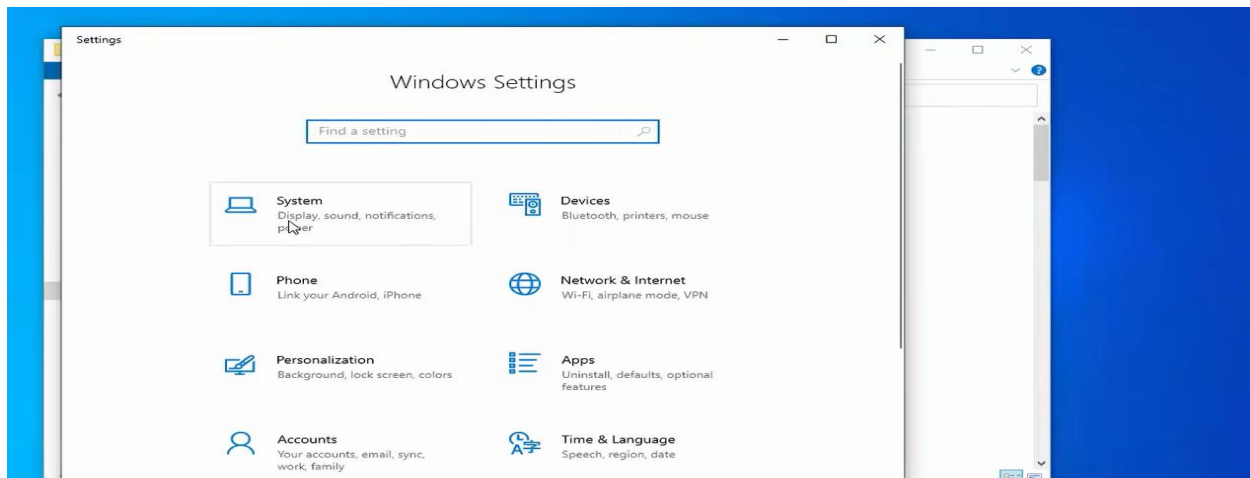 Settings
Windows Settings
Find a setting
System
Display, sound, notifications,
power
Devices
Bluetooth, printers, mouse
Phone
Link your Android, iPhone
Network & Internet
Wi-Fi, airplane mode, VPN
Personalization
Background, lock screen, colors
Apps
Uninstall, defaults, optional
features
Accounts
Your accounts, email, sync,
work, family
Time & Language
Speech, region, date